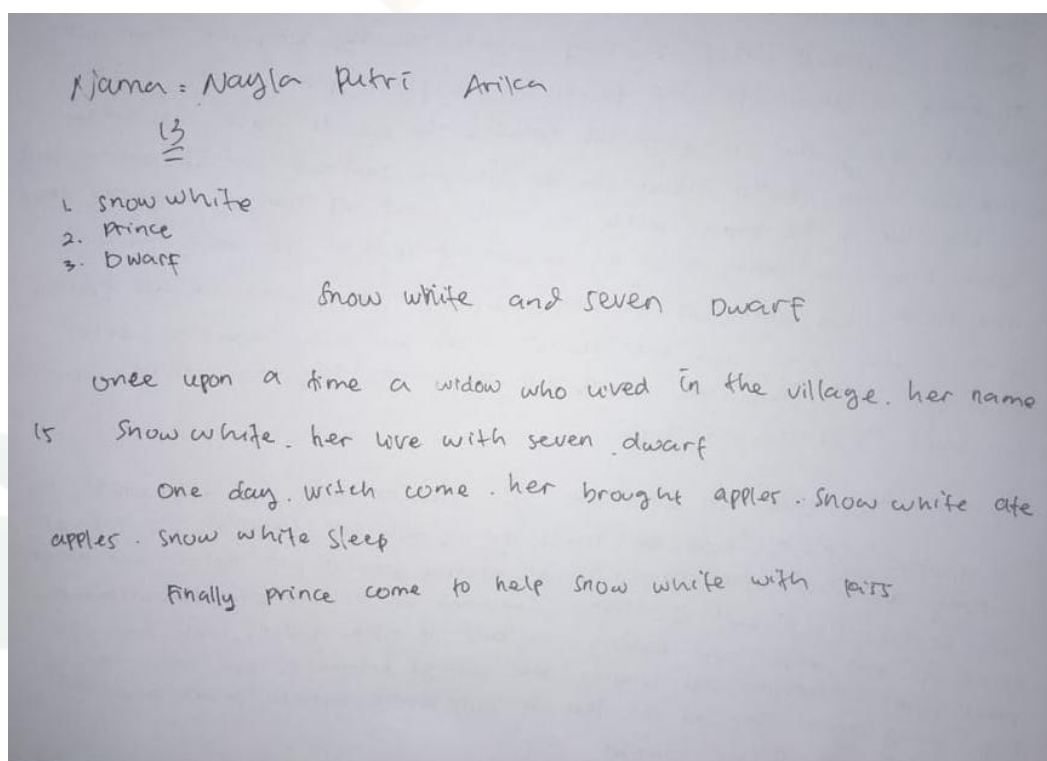 Nama : Nayla Putri Arika
13
1. snow white
2. Prince
3. Dwarf
Snow white and seven Dwarf
once upon a time a widow who lived in the village. her name
is Snow white. her live with seven dwarf
One day. witch come. her brought apples. Snow white ate
apples. Snow white sleep
Finally prince come to help snow white with kiss